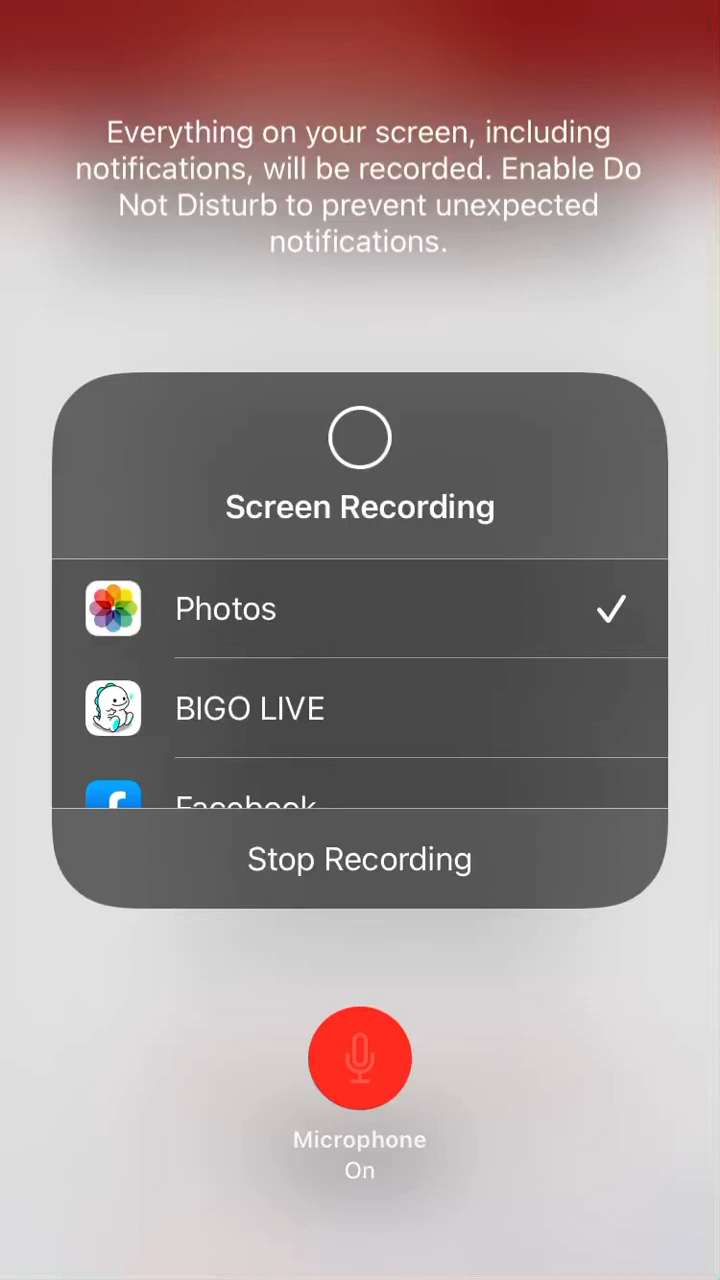 Everything on your screen, including
notifications, will be recorded. Enable Do
Not Disturb to prevent unexpected
notifications.
Screen Recording
Photos
BIGO LIVE
Facebook
Stop Recording
Microphone
On